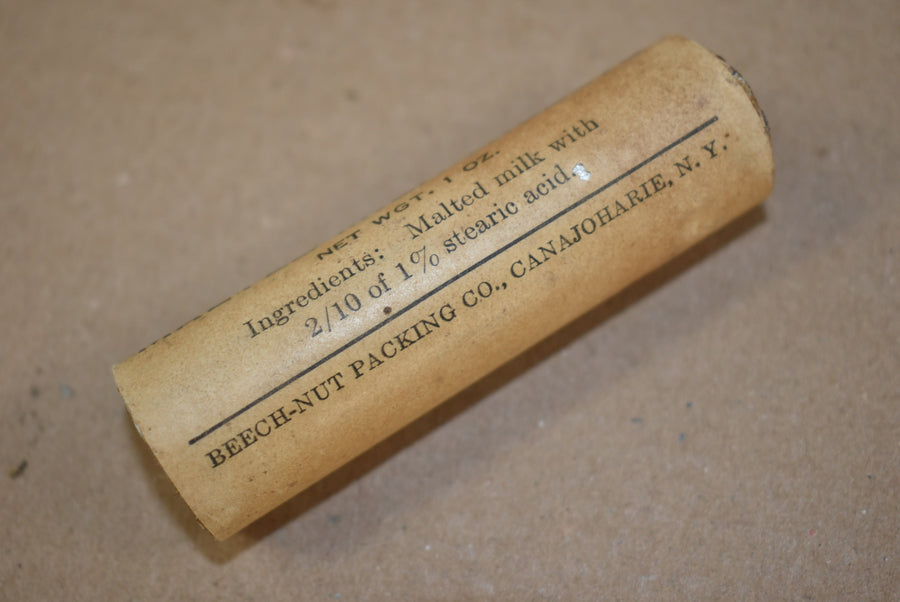 NET WGT. 1 OZ.
Ingredients: Malted milk with
2/10 of 1% stearic acid.
BEECH-NUT PACKING CO., CANAJOHARIE, N. Y.